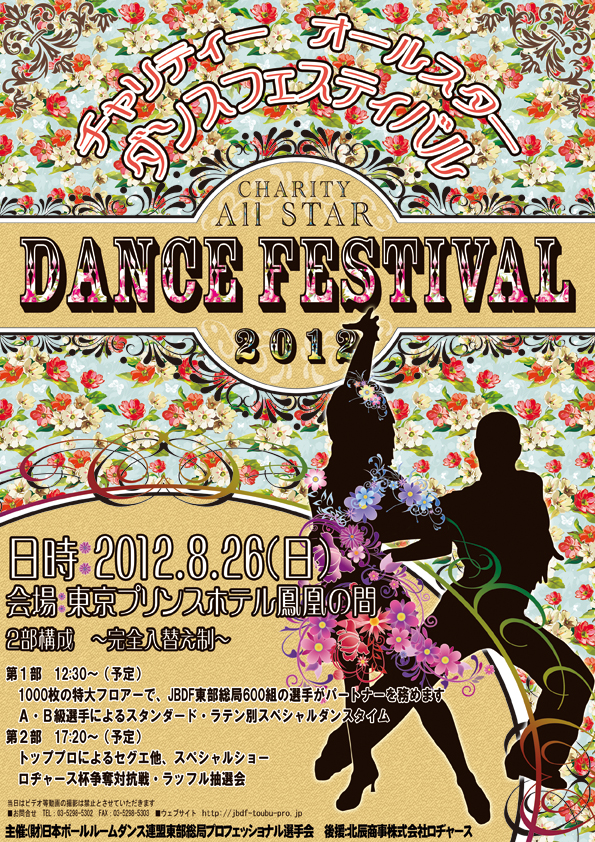 チャリティー オールスター
ダンスフェスティバル
CHARITY
All STAR
DANCE FESTIVAL
2012
日時:2012.8.26(日)
会場:東京プリンスホテル鳳凰の間
2部構成 ~完全入替え制~
第1部 12:30~(予定)
1000枚の特大フロアーで、JBDF東部総局600組の選手がパートナーを務めます
A・B級選手によるスタンダード・ラテン別スペシャルダンスタイム
第2部 17:20~(予定)
トッププロによるセグエ他、スペシャルショー
ロヂャース杯争奪対抗戦・ラッフル抽選会
当日はビデオ等動画の撮影は禁止とさせていただきます
■お問合せ TEL:03-5298-5302 FAX:03-5298-5303 ■ウェブサイト http://jbdf-toubu-pro.jp/
主催:(財)日本ボールルームダンス連盟東部総局プロフェッショナル選手会 後援:北辰商事株式会社ロヂャース